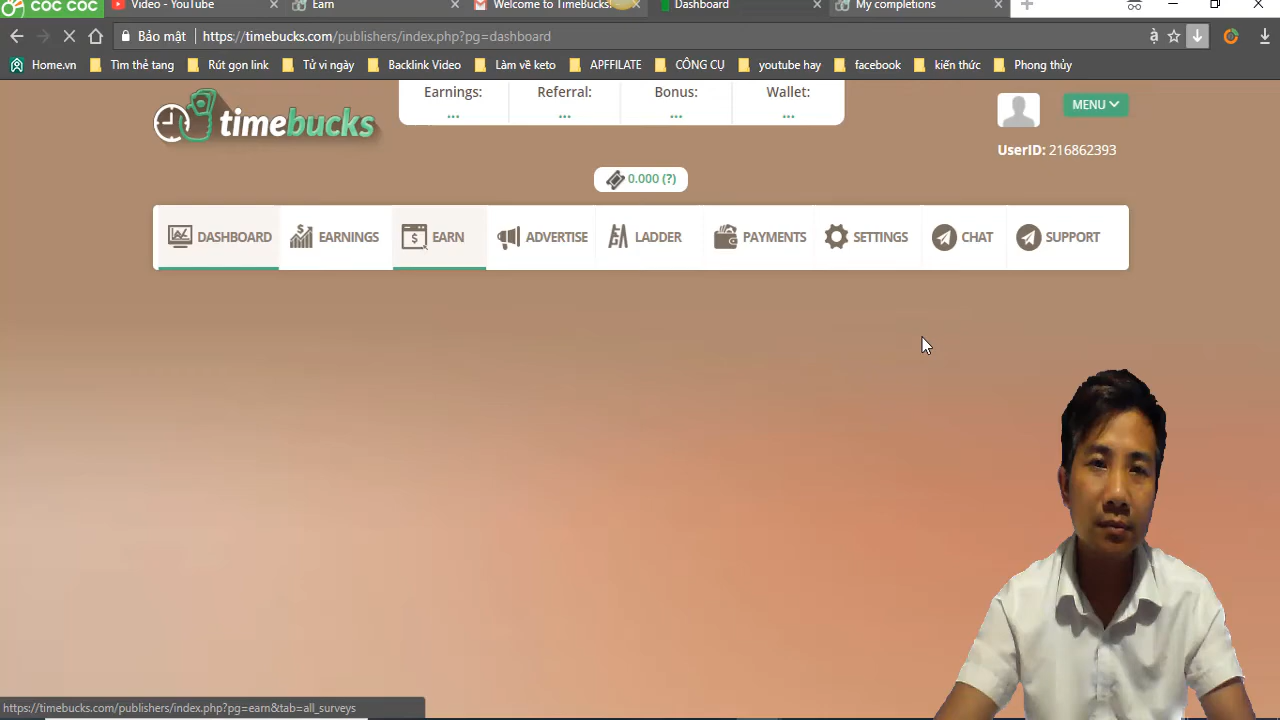 CỐC CỐC
Video - YouTube
Earn
Welcome to TimeBucks!
Dashboard
My completions
Bảo mật
https://timebucks.com/publishers/index.php?pg=dashboard
Home.vn
Tìm thẻ tang
Rút gọn link
Tử vi ngày
Backlink Video
Làm về keto
APFFILATE
CÔNG CỤ
youtube hay
facebook
kiến thức
Phong thủy
timebucks
Earnings:
Referral:
Bonus:
Wallet:
...
...
...
...
MENU
UserID: 216862393
0.000 (?)
DASHBOARD
EARNINGS
EARN
ADVERTISE
LADDER
PAYMENTS
SETTINGS
CHAT
SUPPORT
https://timebucks.com/publishers/index.php?pg=earn&tab=all_surveys